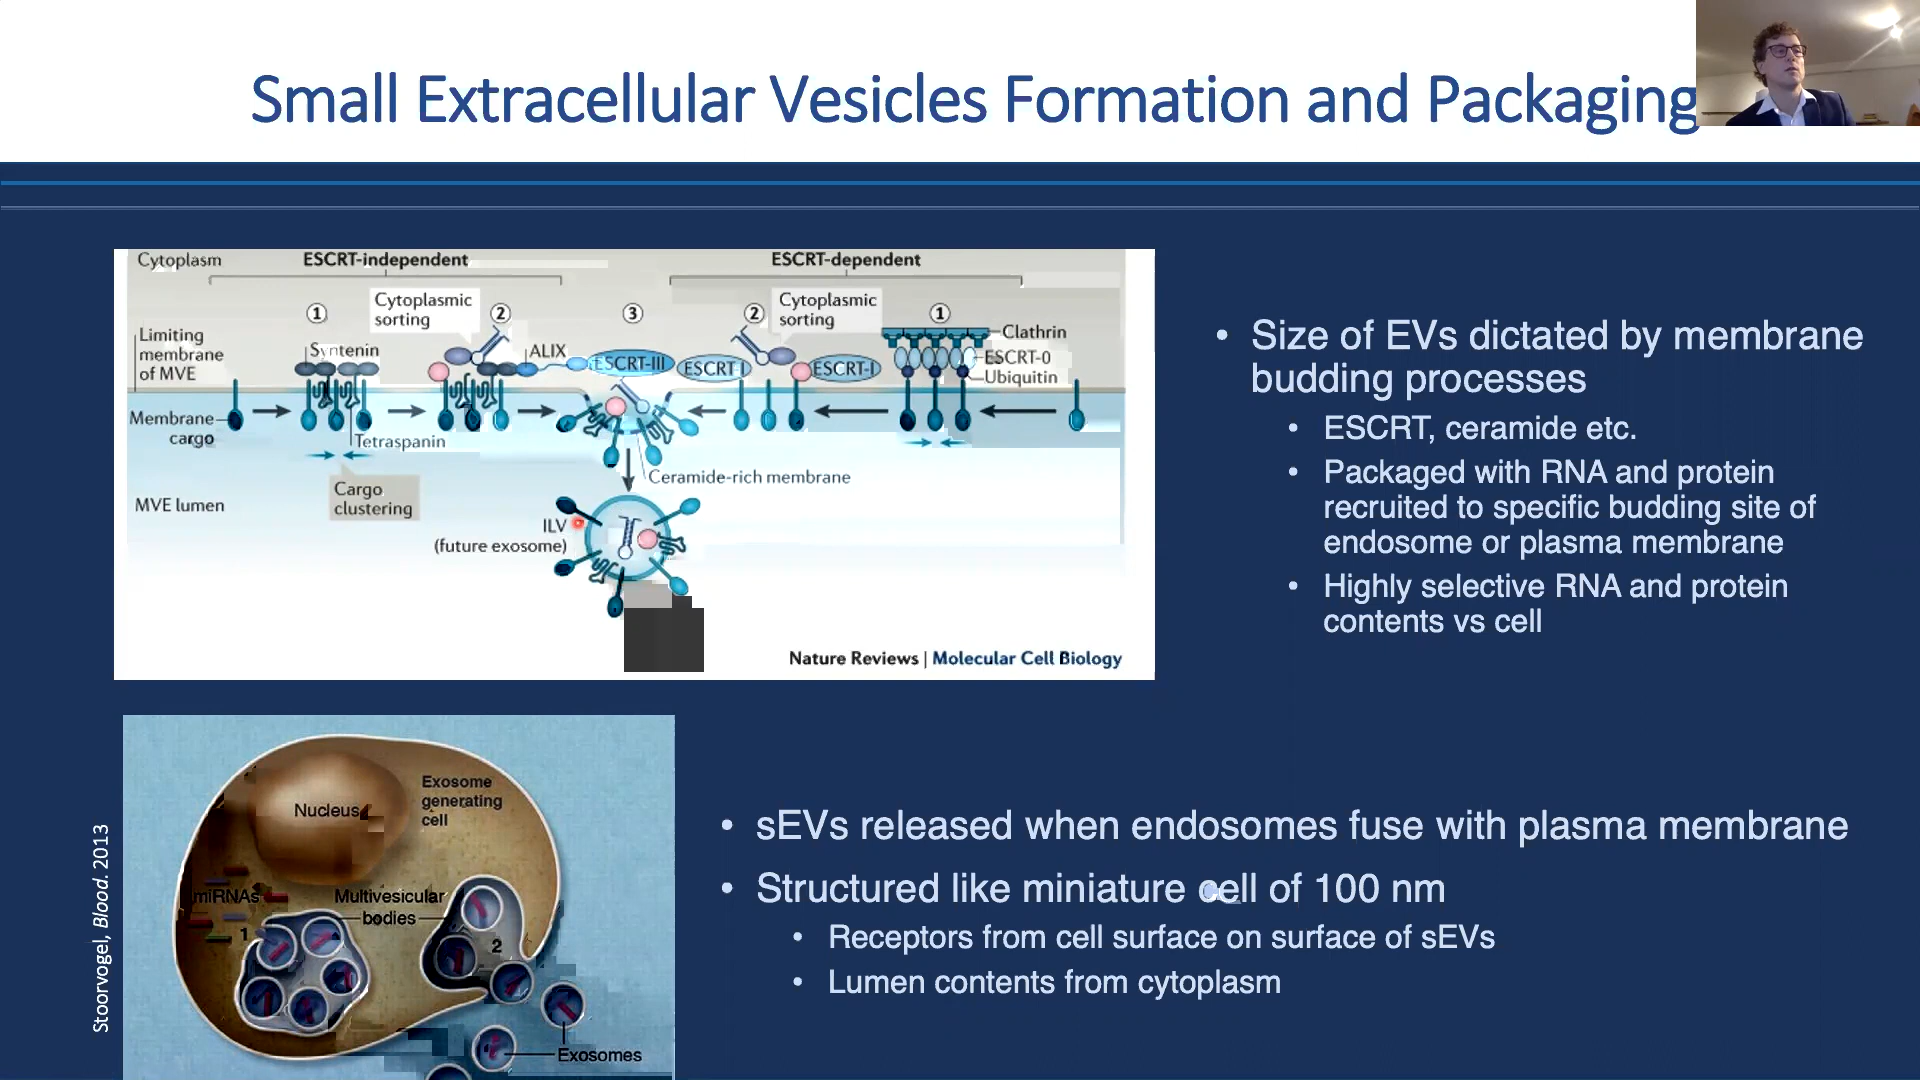 Small Extracellular Vesicles Formation and Packaging
Cytoplasm
ESCRT-independent
ESCRT-dependent
1
Cytoplasmic
sorting
2
3
2
Cytoplasmic
sorting
1
Limiting
membrane
of MVE
Syntenin
ALIX
ESCRT-III
ESCRT-I
ESCRT-I
Clathrin
ESCRT-0
Ubiquitin
Membrane
cargo
Tetraspanin
Ceramide-rich membrane
Cargo
clustering
MVE lumen
ILV
(future exosome)
Nature Reviews | Molecular Cell Biology
• Size of EVs dictated by membrane
budding processes
• ESCRT, ceramide etc.
• Packaged with RNA and protein
recruited to specific budding site of
endosome or plasma membrane
• Highly selective RNA and protein
contents vs cell
Stoorvogel, Blood. 2013
Nucleus
Exosome
generating
cell
miRNAs
Multivesicular
bodies
1
2
Exosomes
• sEVs released when endosomes fuse with plasma membrane
• Structured like miniature cell of 100 nm
• Receptors from cell surface on surface of sEVs
• Lumen contents from cytoplasm